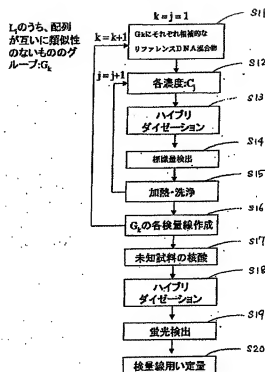 k = j = 1
S11
Iⱼのうち、配列
が互いに類似性
のないもののグ
ループ:Gₖ
k = k+1
Gkにそれぞれ相補的な
リファレンスDNA混合物
S12
j = j+1
各濃度:Cⱼ
S13
ハイブリ
ダイゼーション
S14
標識量検出
S15
加熱・洗浄
S16
Gₖの各検量線作成
S17
未知試料の核酸
S18
ハイブリ
ダイゼーション
S19
蛍光検出
S20
検量線用い定量